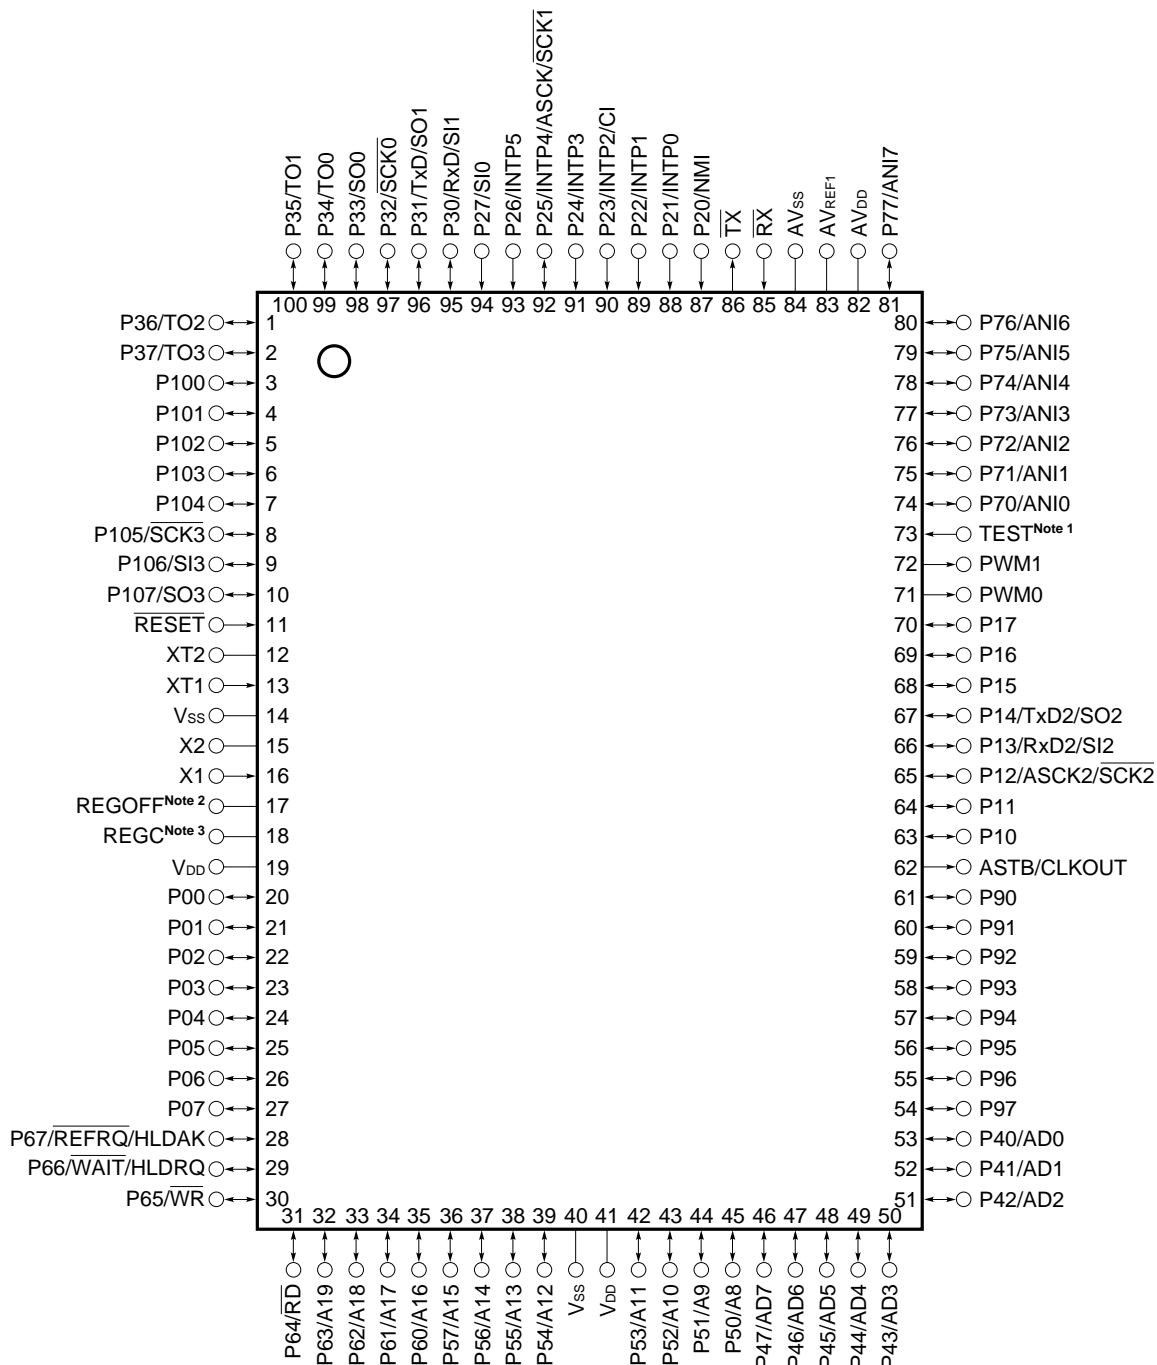 P35/TO1
P34/TO0
P33/SO0
P32/SCK0
P31/TxD/SO1
P30/RxD/SI1
P27/SI0
P26/INTP5
P25/INTP4/ASCK/SCK1
P24/INTP3
P23/INTP2/CI
P22/INTP1
P21/INTP0
P20/NMI
TX
RX
AVSS
AVREF1
AVDD
P77/ANI7
100 99 98 97 96 95 94 93 92 91 90 89 88 87 86 85 84 83 82 81
P36/TO2 1
P37/TO3 2
P100 3
P101 4
P102 5
P103 6
P104 7
P105/SCK3 8
P106/SI3 9
P107/SO3 10
RESET 11
XT2 12
XT1 13
VSS 14
X2 15
X1 16
REGOFF Note 2 17
REGC Note 3 18
VDD 19
P00 20
P01 21
P02 22
P03 23
P04 24
P05 25
P06 26
P07 27
P67/REFRQ/HLDAK 28
P66/WAIT/HLDRQ 29
P65/WR 30
80 P76/ANI6
79 P75/ANI5
78 P74/ANI4
77 P73/ANI3
76 P72/ANI2
75 P71/ANI1
74 P70/ANI0
73 TEST Note 1
72 PWM1
71 PWM0
70 P17
69 P16
68 P15
67 P14/TxD2/SO2
66 P13/RxD2/SI2
65 P12/ASCK2/SCK2
64 P11
63 P10
62 ASTB/CLKOUT
61 P90
60 P91
59 P92
58 P93
57 P94
56 P95
55 P96
54 P97
53 P40/AD0
52 P41/AD1
51 P42/AD2
31 32 33 34 35 36 37 38 39 40 41 42 43 44 45 46 47 48 49 50
P64/RD
P63/A19
P62/A18
P61/A17
P60/A16
P57/A15
P56/A14
P55/A13
P54/A12
VSS
VDD
P53/A11
P52/A10
P51/A9
P50/A8
P47/AD7
P46/AD6
P45/AD5
P44/AD4
P43/AD3